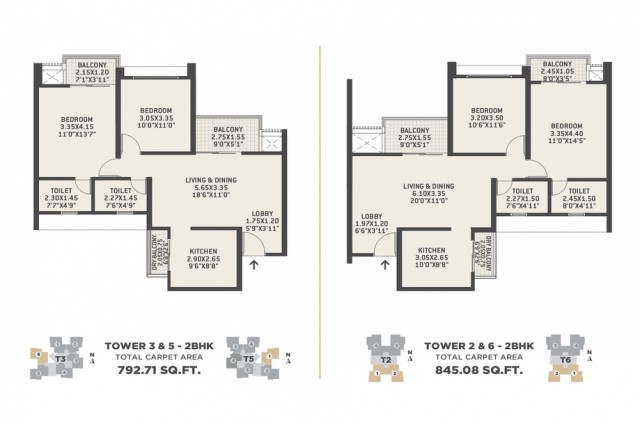 BALCONY
2.15X1.20
7'1"X3'11"
BEDROOM
3.35X4.15
11'0"X13'7"
BEDROOM
3.05X3.35
10'0"X11'0"
BALCONY
2.75X1.55
9'0"X5'1"
TOILET
2.30X1.45
7'7"X4'9"
TOILET
2.27X1.45
7'6"X4'9"
LIVING & DINING
5.65X3.35
18'6"X11'0"
LOBBY
1.75X1.20
5'9"X3'11"
DRY BALCONY
KITCHEN
2.90X2.65
9'6"X8'8"
TOWER 3 & 5 - 2BHK
TOTAL CARPET AREA
792.71 SQ.FT.
T3
N
T5
N
BALCONY
2.45X1.05
8'0"X3'5"
BEDROOM
3.20X3.50
10'6"X11'6"
BEDROOM
3.35X4.40
11'0"X14'5"
BALCONY
2.75X1.55
9'0"X5'1"
LIVING & DINING
6.10X3.35
20'0"X11'0"
TOILET
2.27X1.50
7'6"X4'11"
TOILET
2.45X1.50
8'0"X4'11"
LOBBY
1.97X1.20
6'6"X3'11"
KITCHEN
3.05X2.65
10'0"X8'8"
DRY BALCONY
TOWER 2 & 6 - 2BHK
TOTAL CARPET AREA
845.08 SQ.FT.
T2
N
T6
N